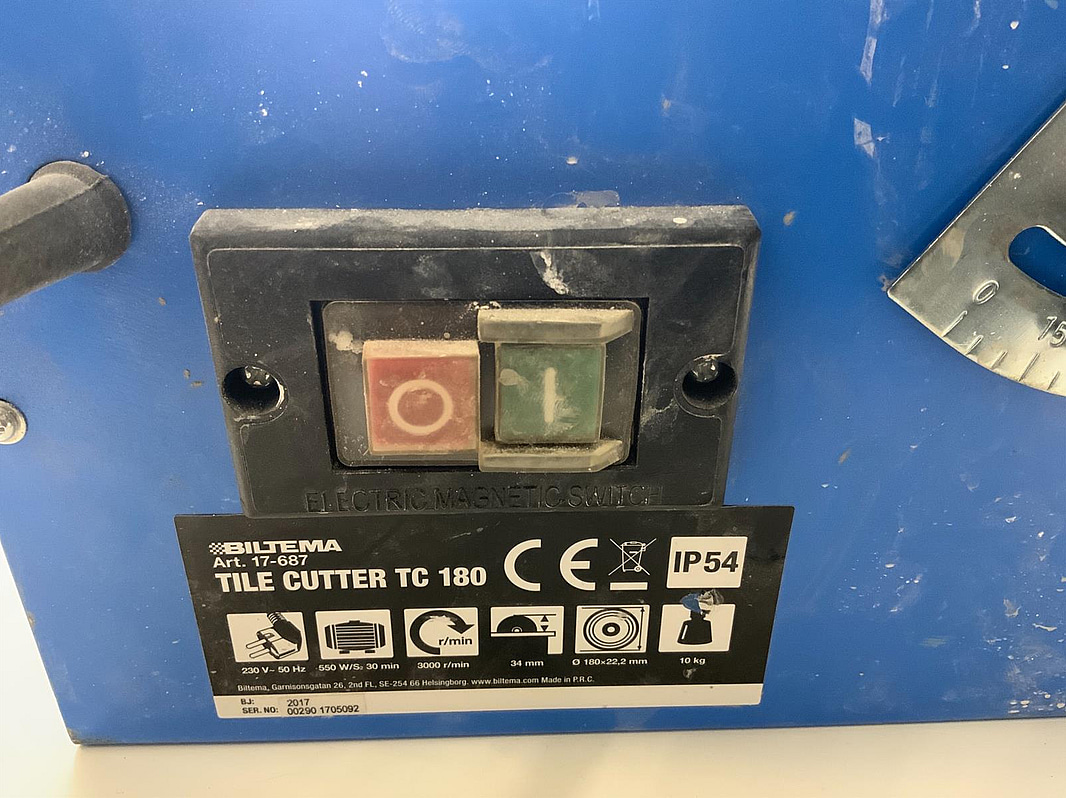 O
I
0
15
ELECTRIC MAGNETIC SWITCH
BILTEMA
Art. 17-687
TILE CUTTER TC 180
CE
IP54
r/min
230 V~ 50 Hz
550 W/S₂ 30 min
3000 r/min
34 mm
Ø 180x22,2 mm
10 kg
Biltema, Garnisonsgatan 26, 2nd FL, SE-254 66 Helsingborg. www.biltema.com Made in P.R.C.
BJ: 2017
SER. NO: 00290 1705092